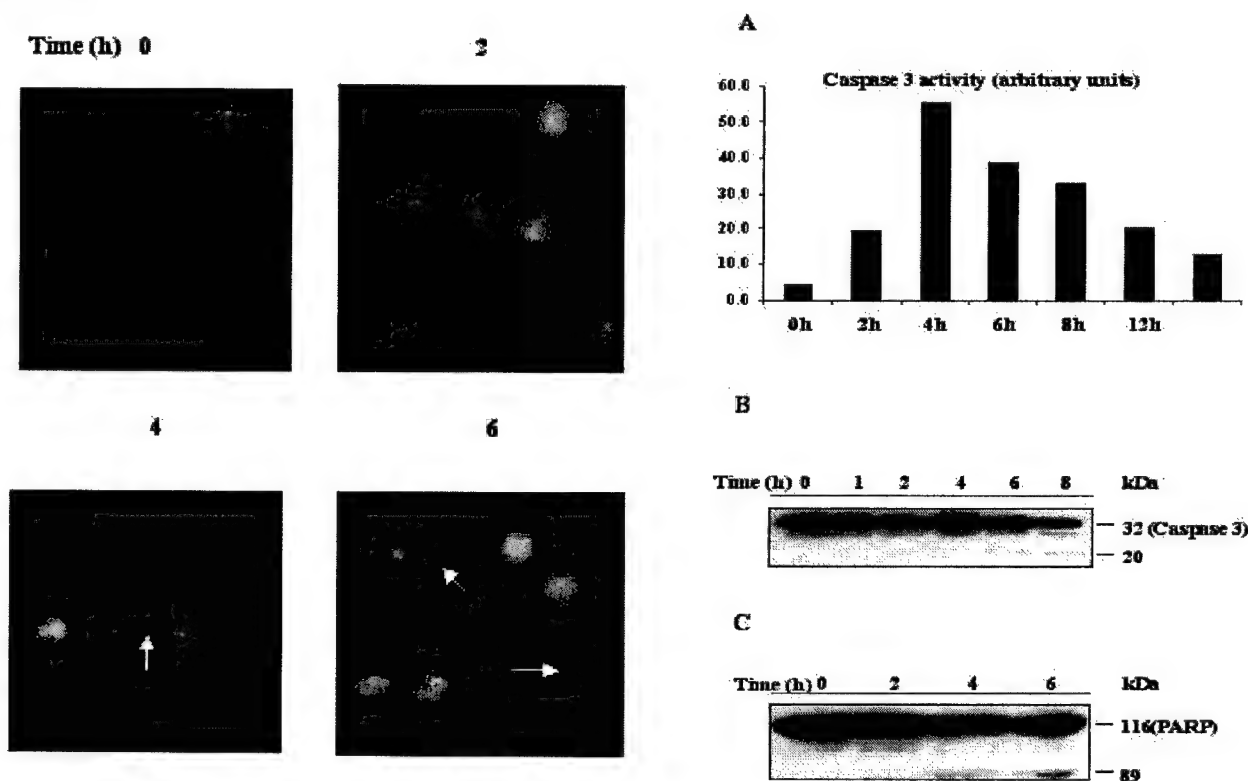 Time (h) 0 2
4 6
A
Caspase 3 activity (arbitrary units)
60.0
50.0
40.0
30.0
20.0
10.0
0.0
0h 2h 4h 6h 8h 12h
B
Time (h) 0 1 2 4 6 8 kDa
32 (Caspase 3)
20
C
Time (h) 0 2 4 6 kDa
116(PARP)
89